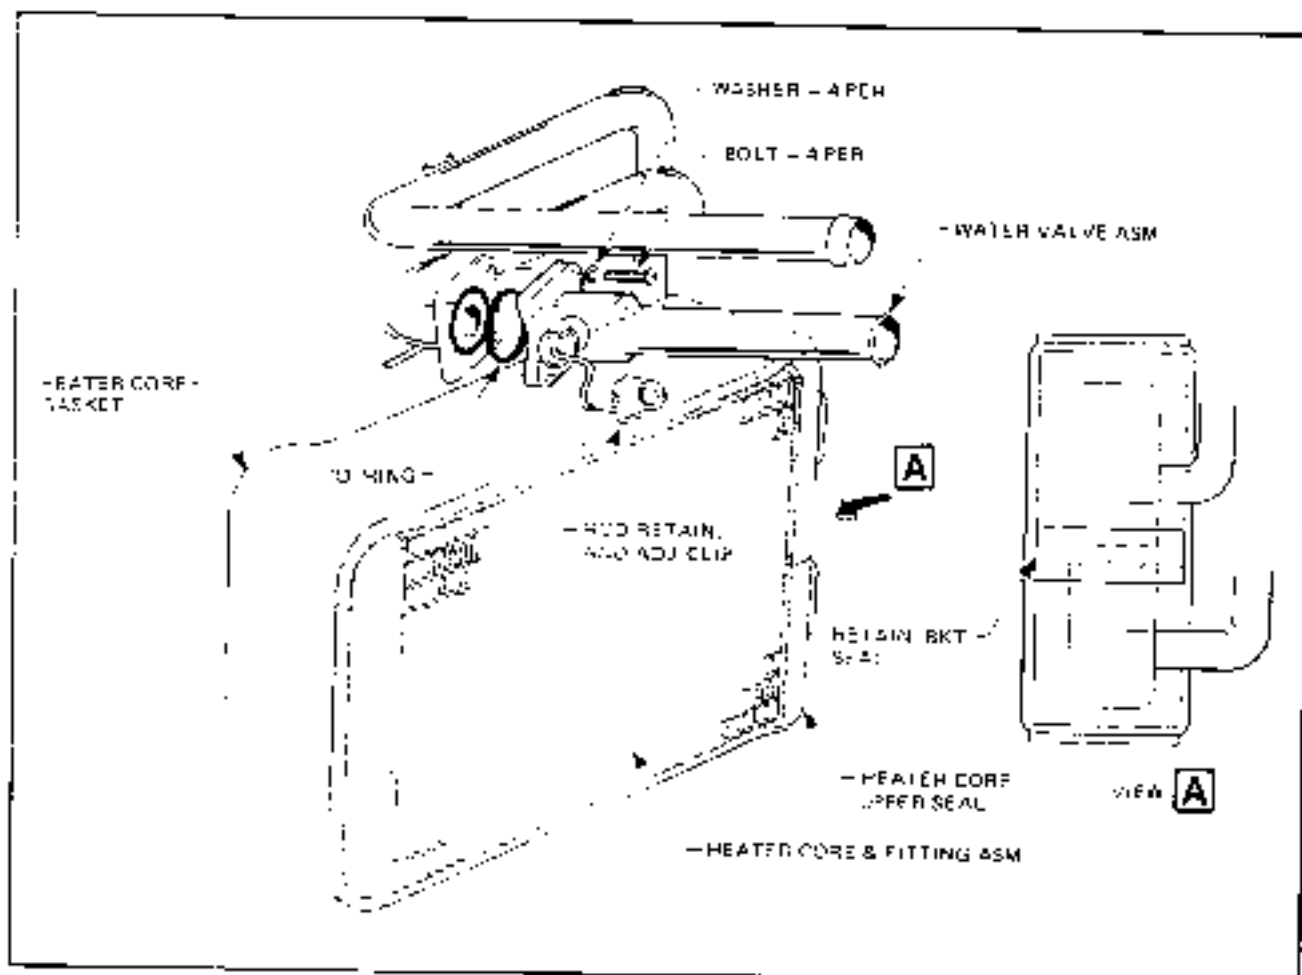 WASHER – 4 PER
BOLT – 4 PER
WATER VALVE ASM
HEATER CORE
GASKET
"O" RING
ROD RETAIN.
AND ADJ CLIP
A
RETAIN BKT
SEAL
HEATER CORE
UPPER SEAL
VIEW A
HEATER CORE & FITTING ASM